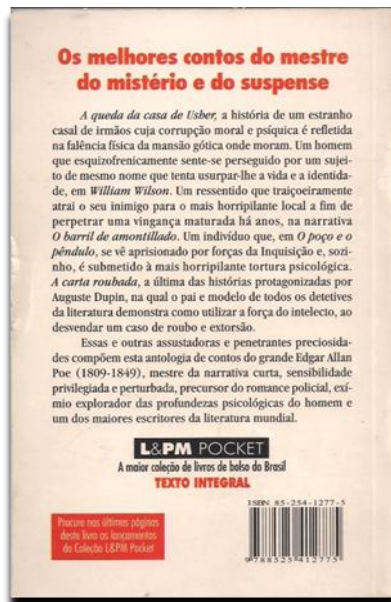 Os melhores contos do mestre
do mistério e do suspense
A queda da casa de Usher, a história de um estranho
casal de irmãos cuja corrupção moral e psíquica é refletida
na falência física da mansão gótica onde moram. Um homem
que esquizofrenicamente sente-se perseguido por um sujei-
to de mesmo nome que tenta usurpar-lhe a vida e a identida-
de, em William Wilson. Um ressentido que traiçoeiramente
atrai o seu inimigo para o mais horripilante local a fim de
perpetrar uma vingança maturada há anos, na narrativa
O barril de amontillado. Um indivíduo que, em O poço e o
pêndulo, se vê aprisionado por forças da Inquisição e, sozi-
nho, é submetido à mais horripilante tortura psicológica.
A carta roubada, a última das histórias protagonizadas por
Auguste Dupin, na qual o pai e modelo de todos os detetives
da literatura demonstra como utilizar a força do intelecto, ao
desvendar um caso de roubo e extorsão.
Essas e outras assustadoras e penetrantes preciosida-
des compõem esta antologia de contos do grande Edgar Allan
Poe (1809-1849), mestre da narrativa curta, sensibilidade
privilegiada e perturbada, precursor do romance policial, exí-
mio explorador das profundezas psicológicas do homem e
um dos maiores escritores da literatura mundial.
L&PM POCKET
A maior coleção de livros de bolso do Brasil
TEXTO INTEGRAL
ISBN 85-254-1277-5
Procure nas últimas páginas
deste livro os lançamentos
da Coleção L&PM Pocket
9 788525 412775